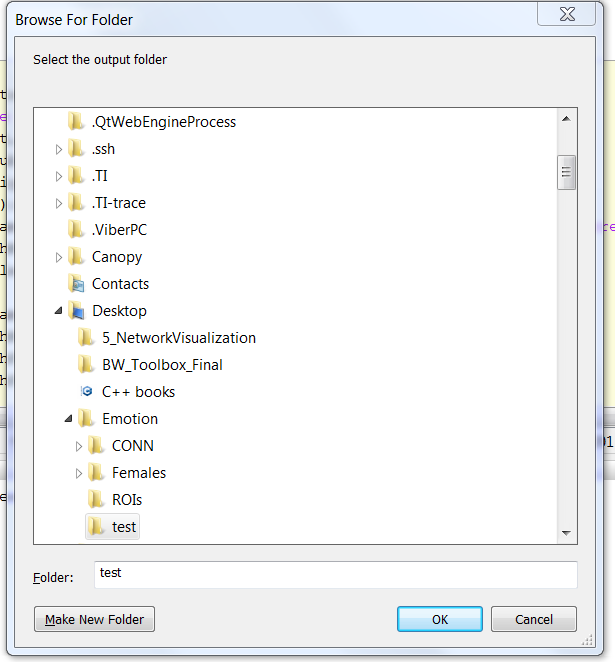 Browse For Folder
Select the output folder
.QtWebEngineProcess
.ssh
.TI
.TI-trace
.ViberPC
Canopy
Contacts
Desktop
5_NetworkVisualization
BW_Toolbox_Final
C++ books
Emotion
CONN
Females
ROIs
test
Folder: test
Make New Folder OK Cancel